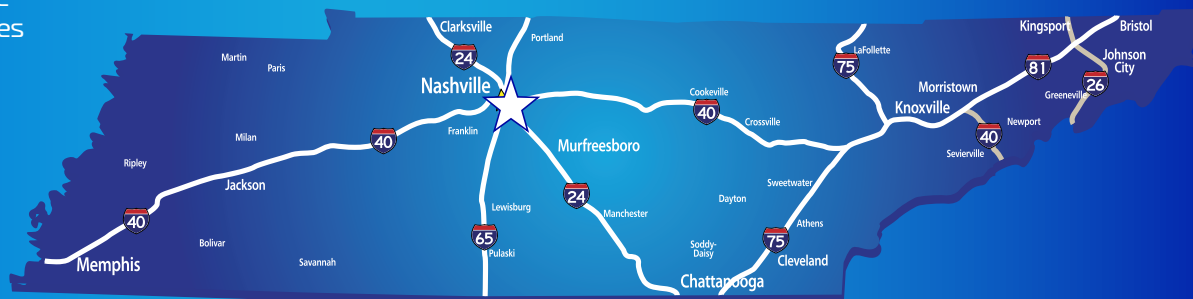 es
Clarksville
24
Portland
Martin
Paris
Nashville
40
Franklin
Milan
Murfreesboro
Ripley
Jackson
40
Lewisburg
24
Manchester
Bolivar
65
Pulaski
Savannah
Memphis
LaFollette
75
Cookeville
40
Crossville
Kingsport
Bristol
81
Johnson
City
26
Morristown
Greeneville
Knoxville
Newport
40
Sevierville
Sweetwater
Dayton
Athens
75
Soddy-
Daisy
Cleveland
Chattanooga